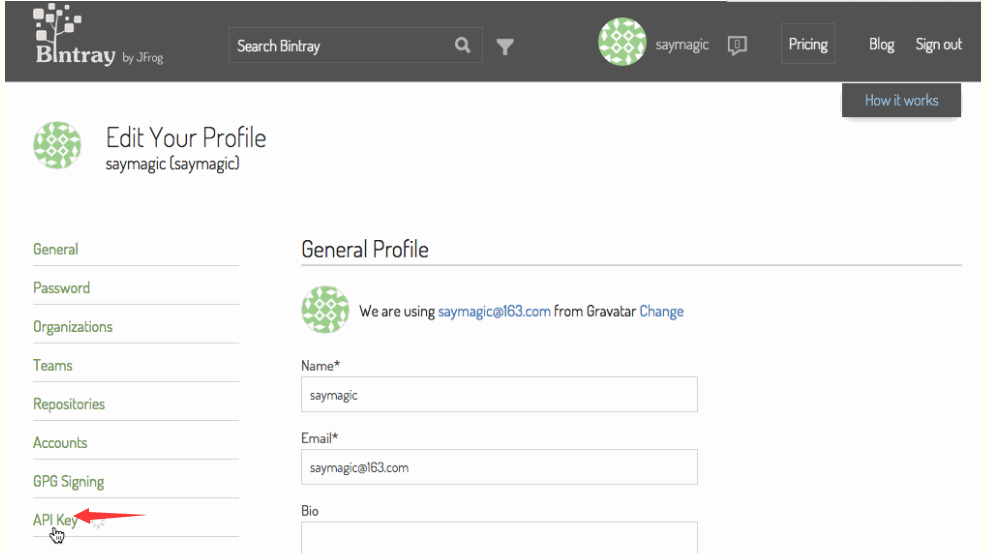 Bintray by JFrog
Search Bintray
saymagic
Pricing
Blog
Sign out
How it works
Edit Your Profile
saymagic (saymagic)
General
Password
Organizations
Teams
Repositories
Accounts
GPG Signing
API Key
General Profile
We are using saymagic@163.com from Gravatar Change
Name*
saymagic
Email*
saymagic@163.com
Bio